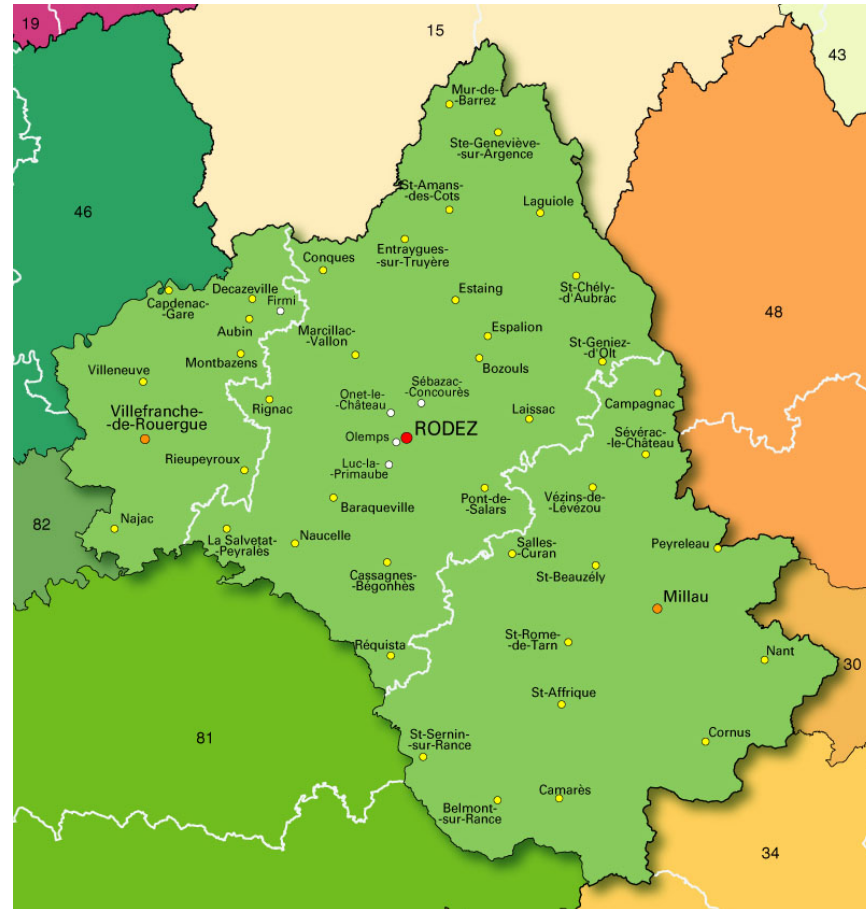 19
15
43
Mur-de-
-Barrez
Ste-Geneviève-
-sur-Argence
46
St-Amans-
-des-Cots
Laguiole
Entraygues-
-sur-Truyère
Conques
Decazeville
Firmi
Capdenac-
-Gare
Estaing
St-Chély-
-d'Aubrac
48
Aubin
Marcillac-
-Vallon
Espalion
St-Geniez-
-d'Olt
Montbazens
Bozouls
Villeneuve
Sébazac-
-Concourès
Onet-le-
-Château
Rignac
Campagnac
Villefranche-
-de-Rouergue
Laissac
RODEZ
Olemps
Sévérac-
-le-Château
Luc-la-
-Primaube
Rieupeyroux
Baraqueville
Pont-de-
-Salars
Vézins-de-
-Lévézou
82
Najac
La Salvetat-
-Peyralès
Naucelle
Salles-
-Curan
Peyreleau
Cassagnes-
-Bégonhès
St-Beauzély
Millau
St-Rome-
-de-Tarn
Réquista
Nant
30
St-Affrique
81
St-Sernin-
-sur-Rance
Cornus
Belmont-
-sur-Rance
Camarès
34